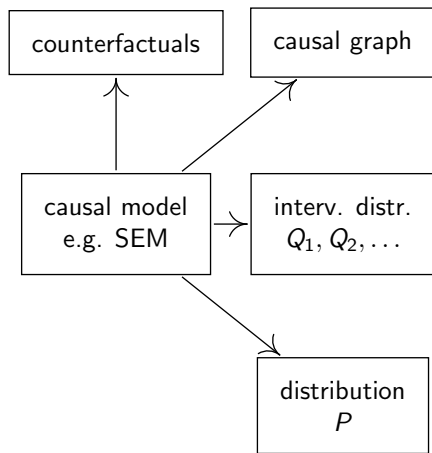 counterfactuals
causal graph
causal model
e.g. SEM
interv. distr.
Q₁, Q₂, . . .
distribution
P